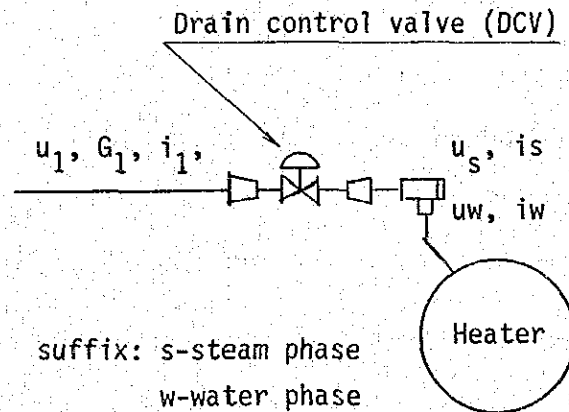 Drain control valve (DCV)
u₁, G₁, i₁,
uₛ, is
uw, iw
Heater
suffix: s-steam phase
w-water phase